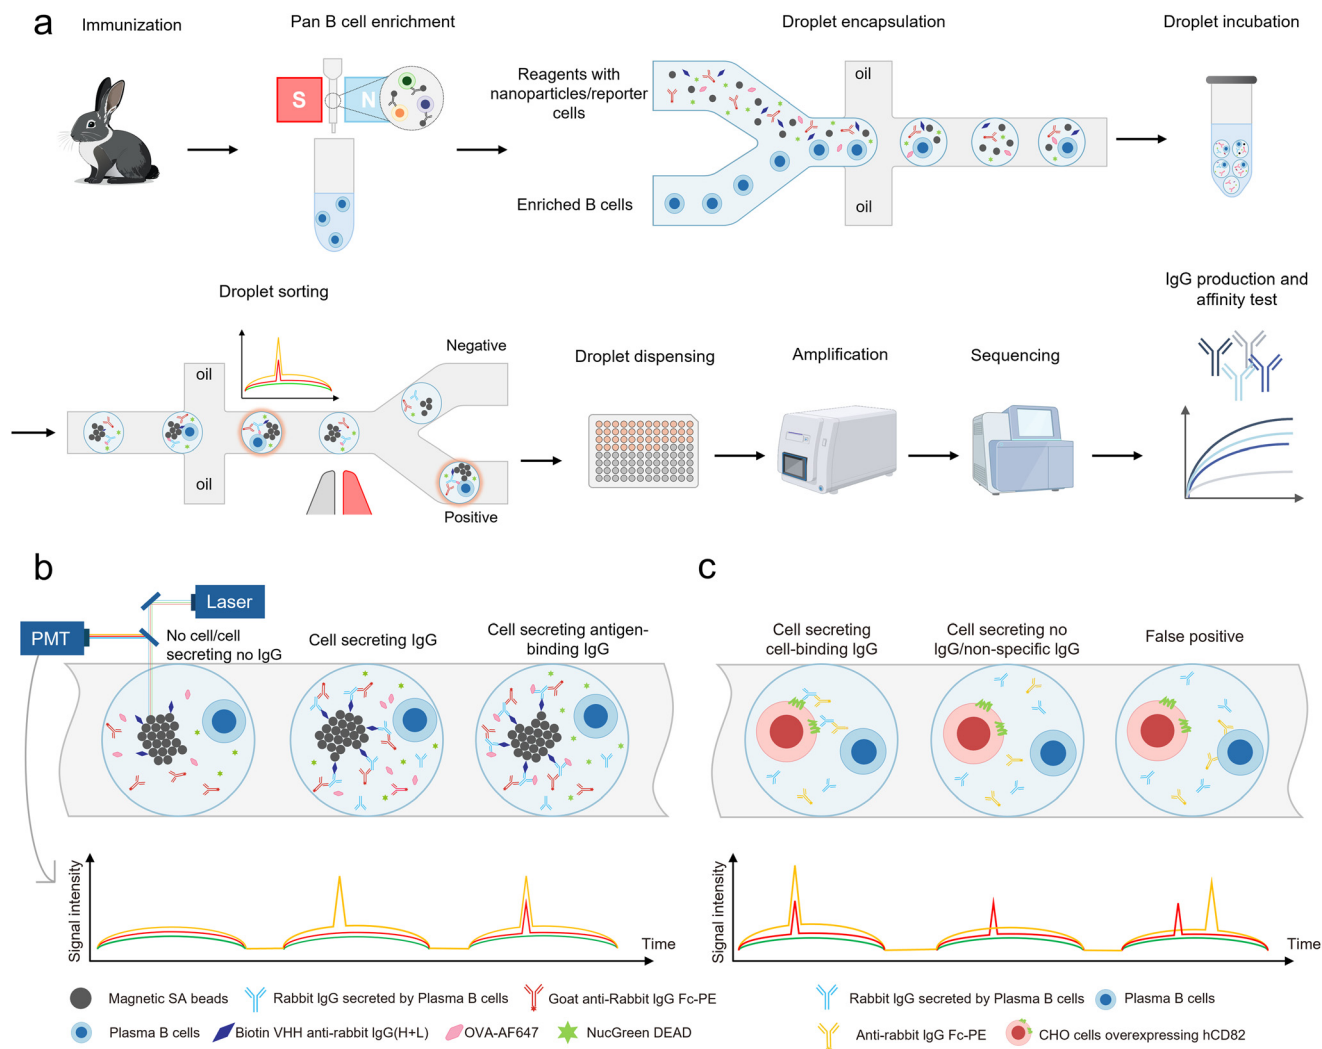 a
Immunization
Pan B cell enrichment
Droplet encapsulation
Droplet incubation
S
N
Reagents with
nanoparticles/reporter
cells
oil
Enriched B cells
oil
Droplet sorting
oil
Negative
oil
Positive
Droplet dispensing
Amplification
Sequencing
IgG production and
affinity test
b
Laser
PMT
No cell/cell
secreting no IgG
Cell secreting IgG
Cell secreting antigen-
binding IgG
Signal intensity
Time
Magnetic SA beads
Rabbit IgG secreted by Plasma B cells
Goat anti-Rabbit IgG Fc-PE
Plasma B cells
Biotin VHH anti-rabbit IgG(H+L)
OVA-AF647
NucGreen DEAD
c
Cell secreting
cell-binding IgG
Cell secreting no
IgG/non-specific IgG
False positive
Signal intensity
Time
Rabbit IgG secreted by Plasma B cells
Plasma B cells
Anti-rabbit IgG Fc-PE
CHO cells overexpressing hCD82